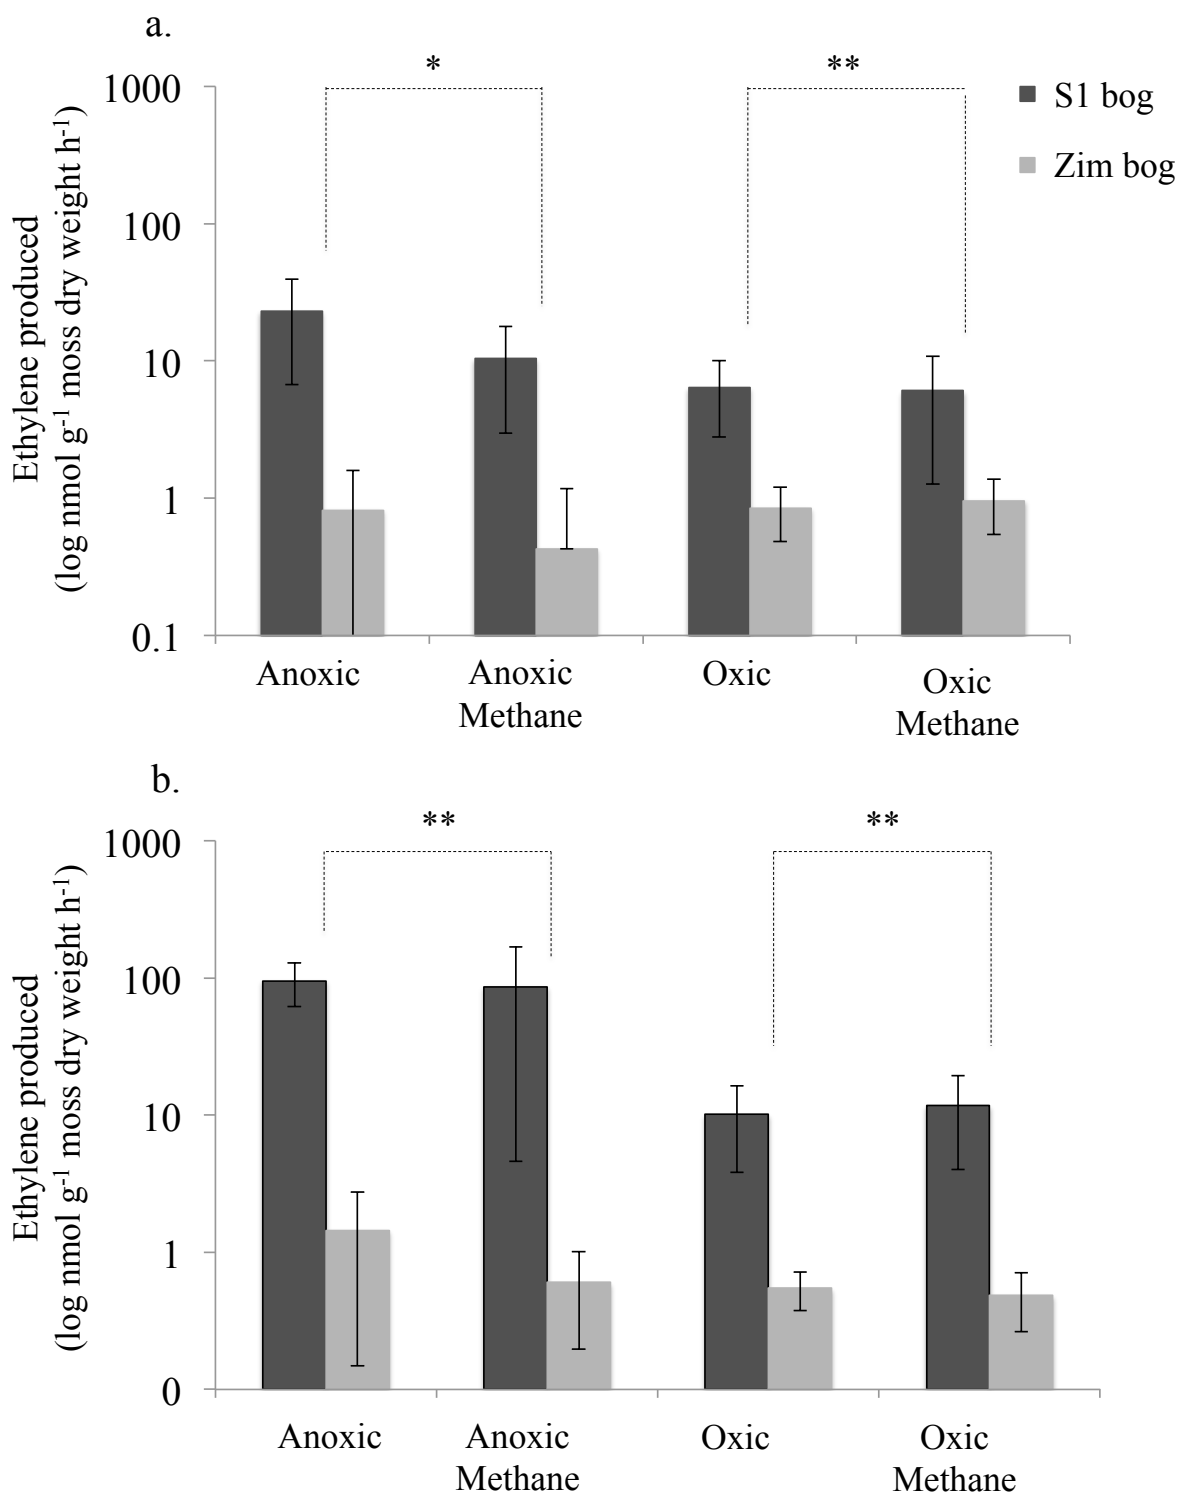 a.
*
**
1000
100
10
1
0.1
Ethylene produced
(log nmol g⁻¹ moss dry weight h⁻¹)
S1 bog
Zim bog
Anoxic
Anoxic
Methane
Oxic
Oxic
Methane
b.
**
**
1000
100
10
1
0
Ethylene produced
(log nmol g⁻¹ moss dry weight h⁻¹)
Anoxic
Anoxic
Methane
Oxic
Oxic
Methane